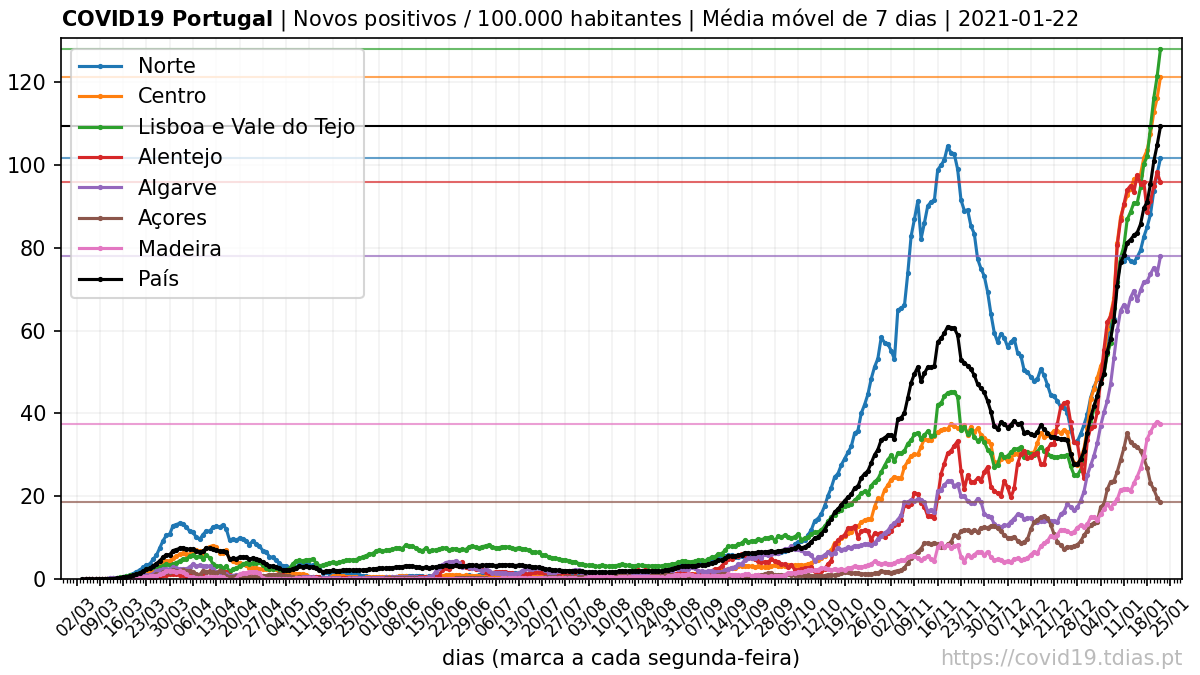 COVID19 Portugal | Novos positivos / 100.000 habitantes | Média móvel de 7 dias | 2021-01-22
120
100
80
60
40
20
0
Norte
Centro
Lisboa e Vale do Tejo
Alentejo
Algarve
Açores
Madeira
País
02/03 09/03 16/03 23/03 30/03 06/04 13/04 20/04 27/04 04/05 11/05 18/05 25/05 01/06 08/06 15/06 22/06 29/06 06/07 13/07 20/07 27/07 03/08 10/08 17/08 24/08 31/08 07/09 14/09 21/09 28/09 05/10 12/10 19/10 26/10 02/11 09/11 16/11 23/11 30/11 07/12 14/12 21/12 28/12 04/01 11/01 18/01 25/01
dias (marca a cada segunda-feira)
https://covid19.tdias.pt